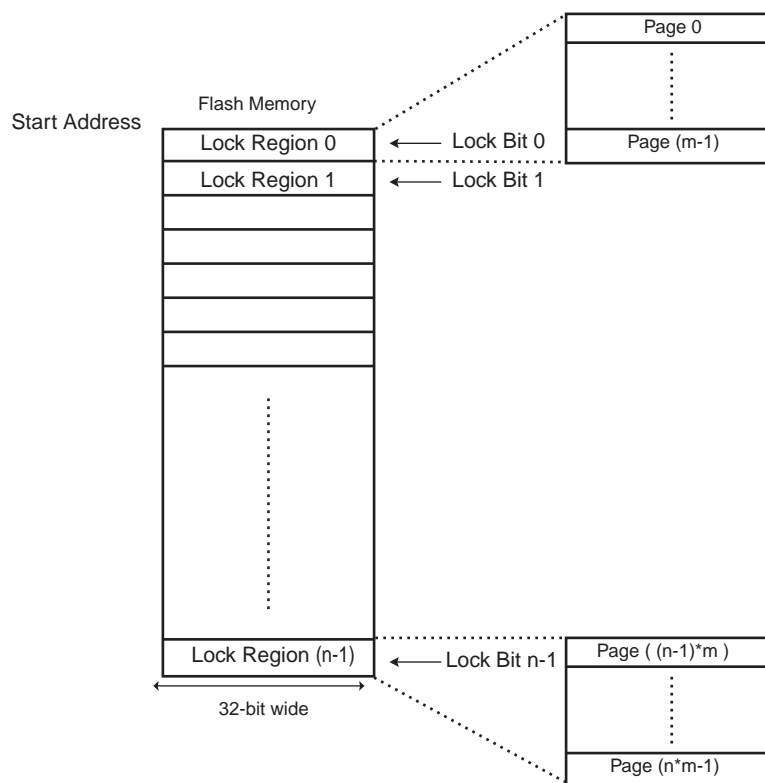 Page 0
Flash Memory
Start Address
Lock Region 0
Lock Bit 0
Page (m-1)
Lock Region 1
Lock Bit 1
Lock Region (n-1)
Lock Bit n-1
Page ( (n-1)*m )
32-bit wide
Page (n*m-1)